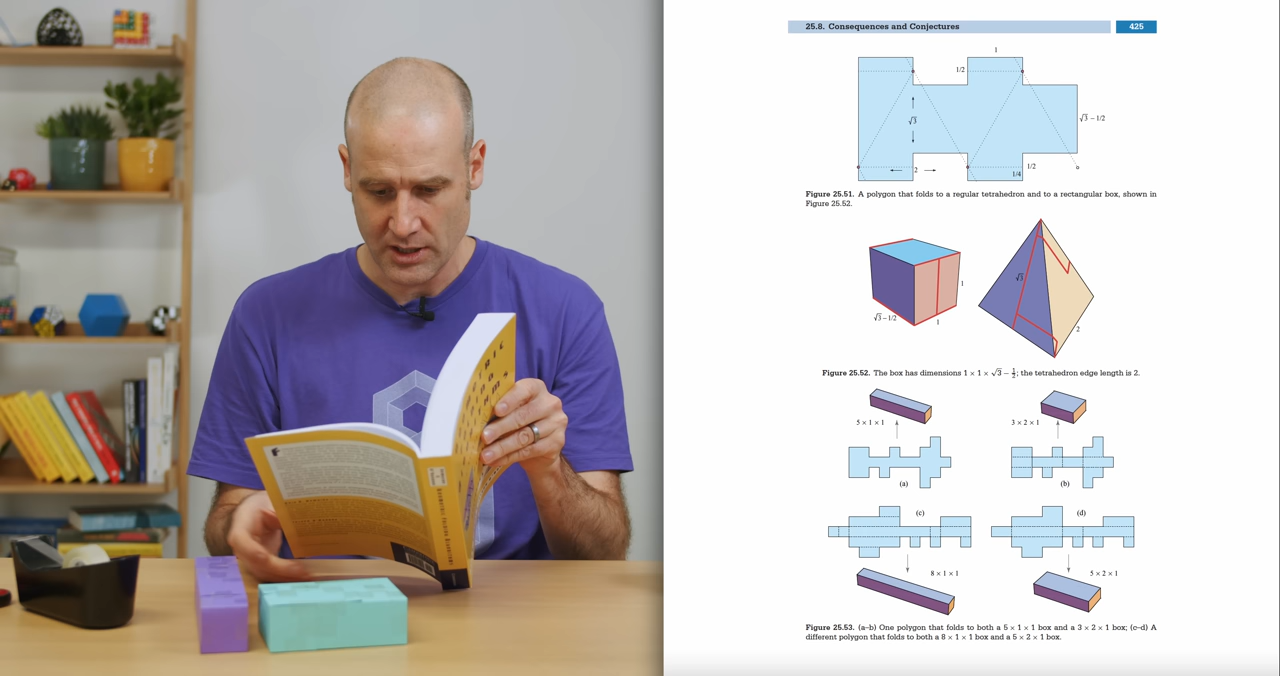 25.8. Consequences and Conjectures
425
1
1/2
√3
√3 − 1/2
2
1/2
1/4
Figure 25.51. A polygon that folds to a regular tetrahedron and to a rectangular box, shown in
Figure 25.52.
√3
1
√3 − 1/2
1
2
Figure 25.52. The box has dimensions 1 × 1 × √3 − ½; the tetrahedron edge length is 2.
5 × 1 × 1
3 × 2 × 1
(a)
(b)
(c)
(d)
8 × 1 × 1
5 × 2 × 1
Figure 25.53. (a–b) One polygon that folds to both a 5 × 1 × 1 box and a 3 × 2 × 1 box; (c–d) A
different polygon that folds to both a 8 × 1 × 1 box and a 5 × 2 × 1 box.